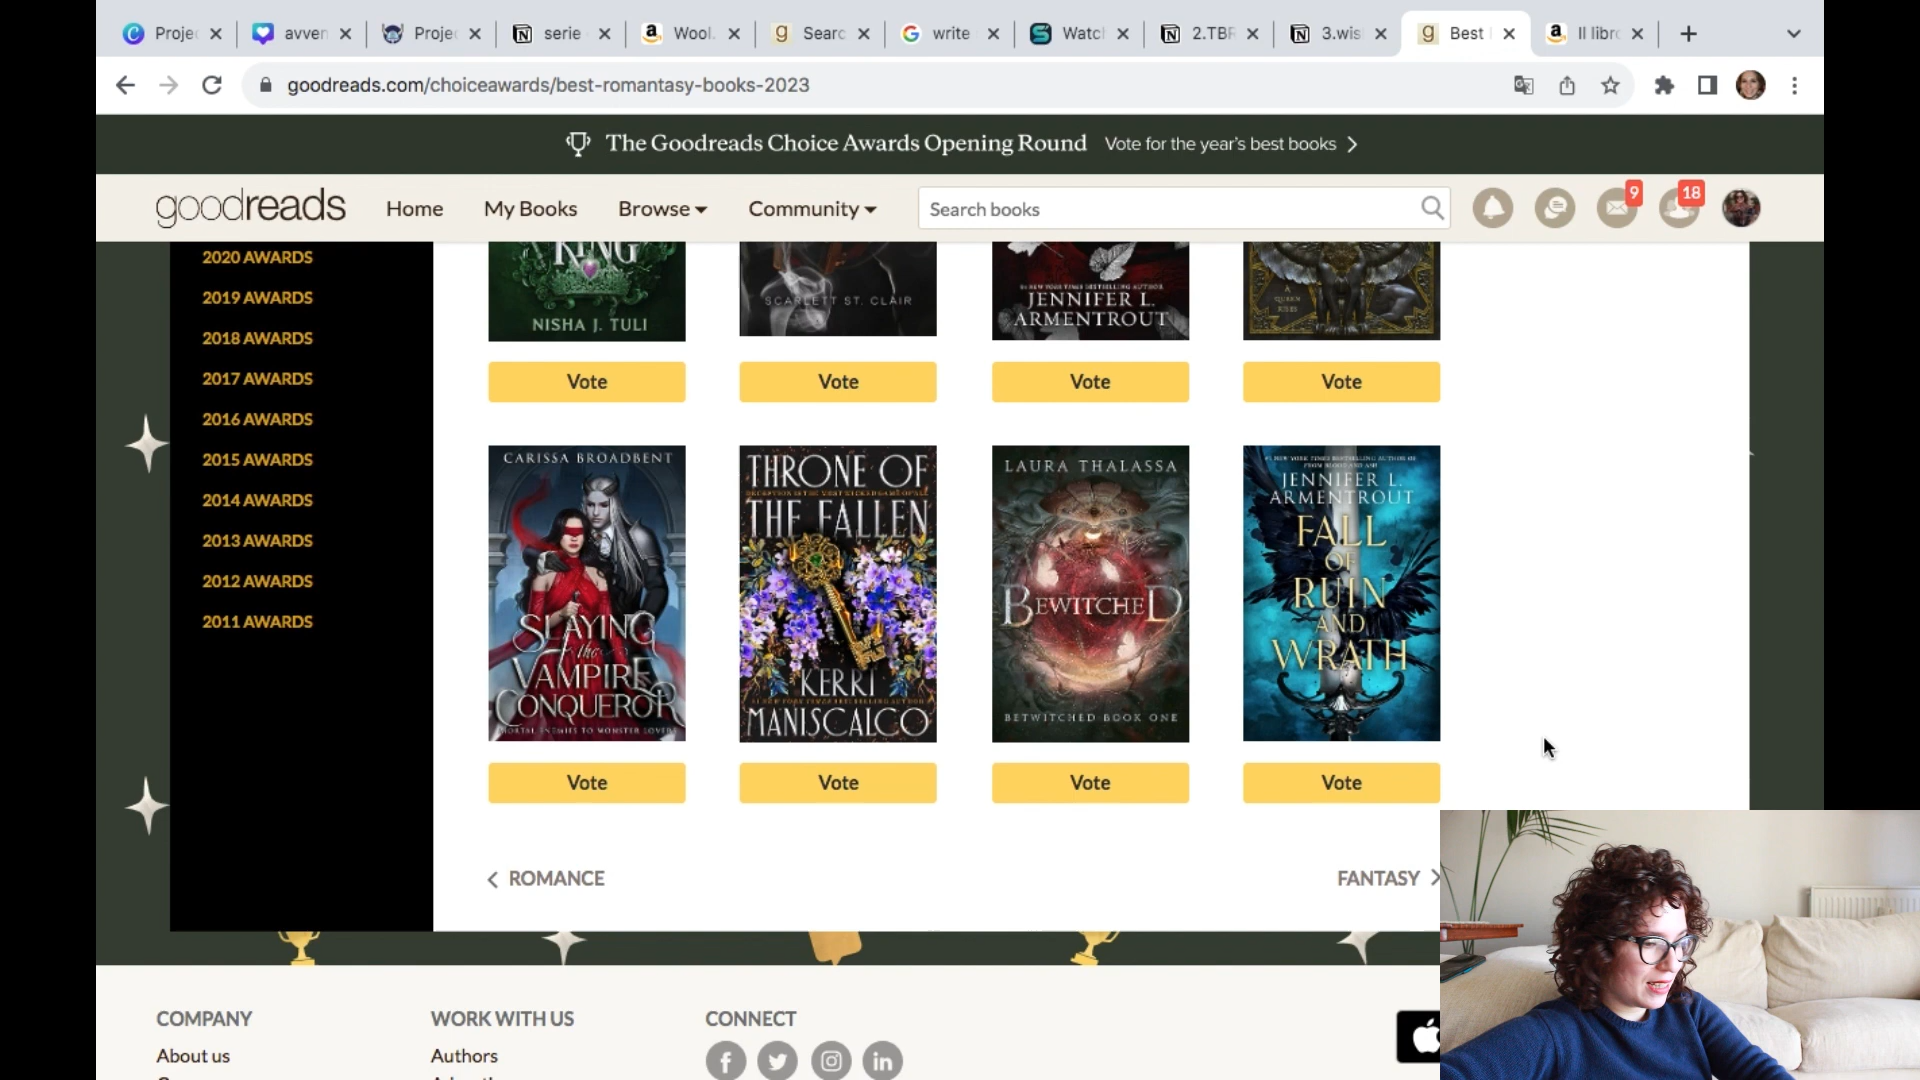 Proje
avven
Proje
serie
Wool.
Searc
write
Watc
2.TBR
3.wis
Best
Il libro
goodreads.com/choiceawards/best-romantasy-books-2023
The Goodreads Choice Awards Opening Round Vote for the year's best books
goodreads
Home
My Books
Browse
Community
Search books
9
18
2020 AWARDS
2019 AWARDS
2018 AWARDS
2017 AWARDS
2016 AWARDS
2015 AWARDS
2014 AWARDS
2013 AWARDS
2012 AWARDS
2011 AWARDS
KING
NISHA J. TULI
SCARLETT ST. CLAIR
#1 NEW YORK TIMES BESTSELLING AUTHOR
JENNIFER L.
ARMENTROUT
Vote
Vote
Vote
Vote
CARISSA BROADBENT
SLAYING
the
VAMPIRE
CONQUEROR
MORTAL ENEMIES TO MONSTER LOVERS
THRONE OF
THE FALLEN
KERRI
MANISCALCO
LAURA THALASSA
BEWITCHED
BETWITCHED BOOK ONE
#1 NEW YORK TIMES BESTSELLING AUTHOR OF
FROM BLOOD AND ASH
JENNIFER L.
ARMENTROUT
FALL
OF
RUIN
AND
WRATH
Vote
Vote
Vote
Vote
ROMANCE
FANTASY
COMPANY
WORK WITH US
CONNECT
About us
Authors